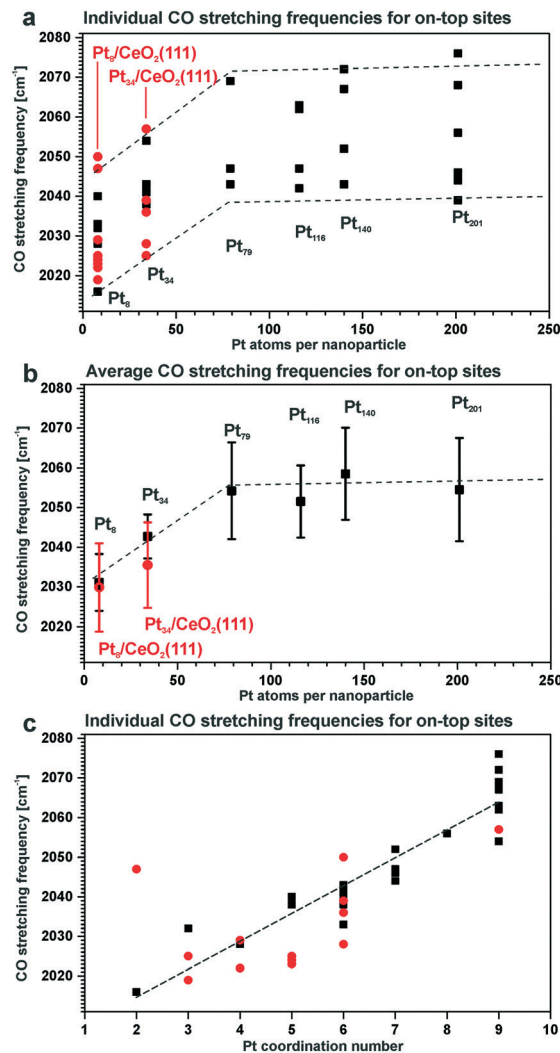 a Individual CO stretching frequencies for on-top sites
CO stretching frequency [cm⁻¹]
2080
2070
2060
2050
2040
2030
2020
Pt₈/CeO₂(111)
Pt₃₄/CeO₂(111)
Pt₈
Pt₃₄
Pt₇₉
Pt₁₁₆
Pt₁₄₀
Pt₂₀₁
0 50 100 150 200 250
Pt atoms per nanoparticle
b Average CO stretching frequencies for on-top sites
CO stretching frequency [cm⁻¹]
2080
2070
2060
2050
2040
2030
2020
Pt₈
Pt₃₄
Pt₇₉
Pt₁₁₆
Pt₁₄₀
Pt₂₀₁
Pt₃₄/CeO₂(111)
Pt₈/CeO₂(111)
0 50 100 150 200 250
Pt atoms per nanoparticle
c Individual CO stretching frequencies for on-top sites
CO stretching frequency [cm⁻¹]
2080
2070
2060
2050
2040
2030
2020
1 2 3 4 5 6 7 8 9 10
Pt coordination number